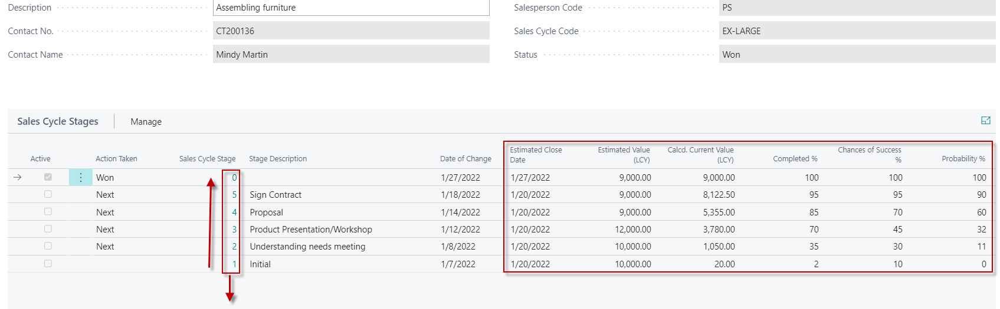 Description Assembling furniture Salesperson Code PS
Contact No. CT200136 Sales Cycle Code EX-LARGE
Contact Name Mindy Martin Status Won
Sales Cycle Stages Manage
Active Action Taken Sales Cycle Stage Stage Description Date of Change Estimated Close Date Estimated Value (LCY) Calcd. Current Value (LCY) Completed % Chances of Success % Probability %
Won 0 1/27/2022 1/27/2022 9,000.00 9,000.00 100 100 100
Next 5 Sign Contract 1/18/2022 1/20/2022 9,000.00 8,122.50 95 95 90
Next 4 Proposal 1/14/2022 1/20/2022 9,000.00 5,355.00 85 70 60
Next 3 Product Presentation/Workshop 1/12/2022 1/20/2022 12,000.00 3,780.00 70 45 32
Next 2 Understanding needs meeting 1/8/2022 1/20/2022 10,000.00 1,050.00 35 30 11
1 Initial 1/7/2022 1/20/2022 10,000.00 20.00 2 10 0